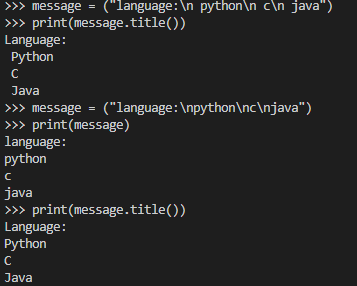 >>> message = ("language:\n python\n c\n java")
>>> print(message.title())
Language:
 Python
 C
 Java
>>> message = ("language:\npython\nc\njava")
>>> print(message)
language:
python
c
java
>>> print(message.title())
Language:
Python
C
Java